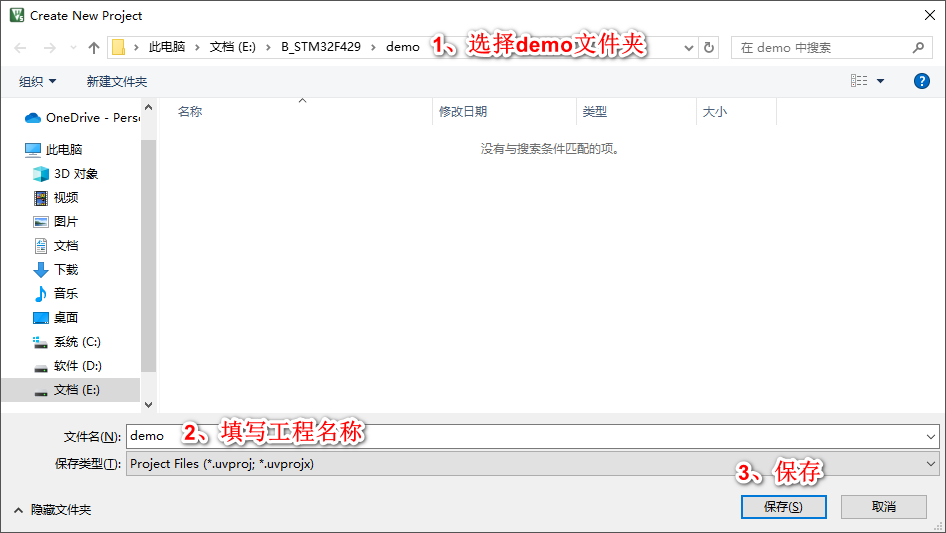 Create New Project
此电脑 › 文档 (E:) › B_STM32F429 › demo
1、选择demo文件夹
在 demo 中搜索
组织
新建文件夹
名称
修改日期
类型
大小
没有与搜索条件匹配的项。
OneDrive - Pers
此电脑
3D 对象
视频
图片
文档
下载
音乐
桌面
系统 (C:)
软件 (D:)
文档 (E:)
文件名(N): demo
2、填写工程名称
保存类型(T): Project Files (*.uvproj; *.uvprojx)
3、保存
隐藏文件夹
保存(S)
取消